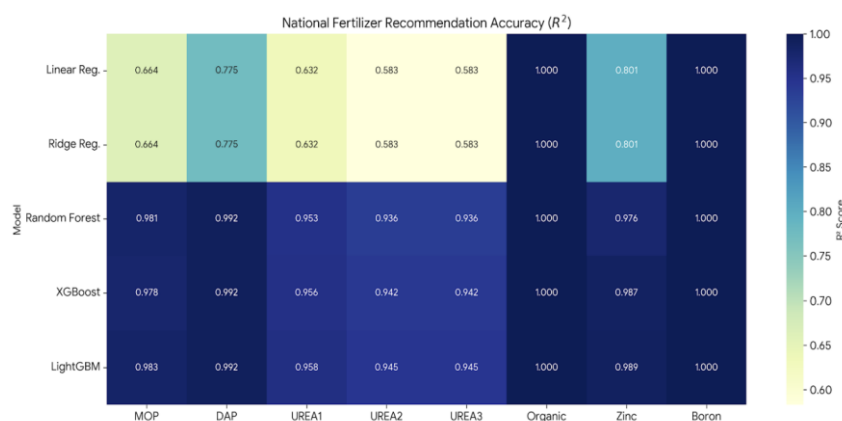 National Fertilizer Recommendation Accuracy (R²)
Linear Reg. 0.664 0.775 0.632 0.583 0.583 1.000 0.801 1.000
Ridge Reg. 0.664 0.775 0.632 0.583 0.583 1.000 0.801 1.000
Random Forest 0.981 0.992 0.953 0.936 0.936 1.000 0.976 1.000
XGBoost 0.978 0.992 0.956 0.942 0.942 1.000 0.987 1.000
LightGBM 0.983 0.992 0.958 0.945 0.945 1.000 0.989 1.000
MOP DAP UREA1 UREA2 UREA3 Organic Zinc Boron
Model
1.00
0.95
0.90
0.85
0.80
0.75
0.70
0.65
0.60
R² Score